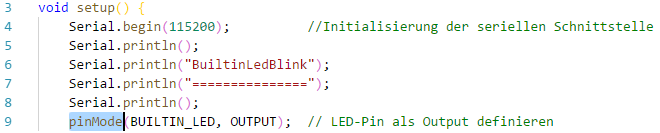 3 void setup() {
4 Serial.begin(115200); //Initialisierung der seriellen Schnittstelle
5 Serial.println();
6 Serial.println("BuiltinLedBlink");
7 Serial.println("===============");
8 Serial.println();
9 pinMode(BUILTIN_LED, OUTPUT); // LED-Pin als Output definieren